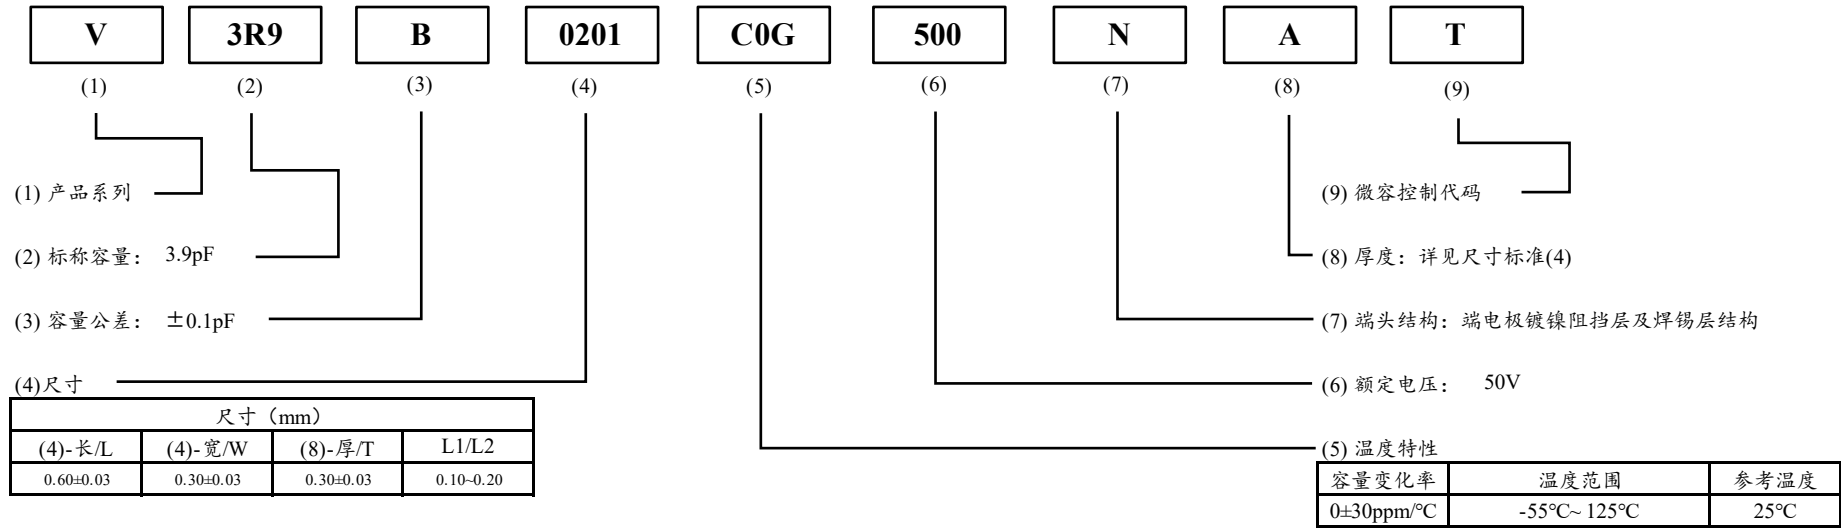 V 3R9 B 0201 C0G 500 N A T
(1) (2) (3) (4) (5) (6) (7) (8) (9)
(1) 产品系列
(9) 微容控制代码
(2) 标称容量: 3.9pF
(8) 厚度: 详见尺寸标准(4)
(3) 容量公差: ±0.1pF
(7) 端头结构: 端电极镀镍阻挡层及焊锡层结构
(4)尺寸
(6) 额定电压: 50V
尺寸（mm）
(4)-长/L (4)-宽/W (8)-厚/T L1/L2
0.60±0.03 0.30±0.03 0.30±0.03 0.10~0.20
(5) 温度特性
容量变化率 温度范围 参考温度
0±30ppm/℃ -55℃~ 125℃ 25℃